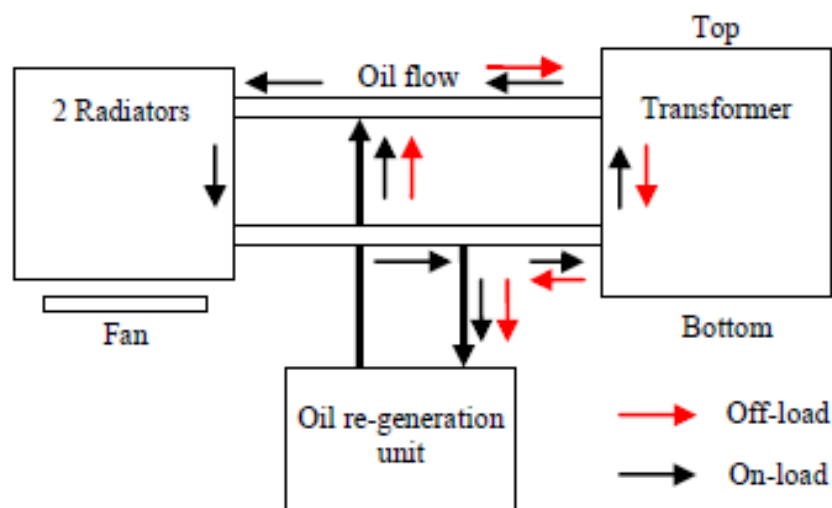 Top
Oil flow
2 Radiators
Transformer
Fan
Bottom
Oil re-generation
unit
Off-load
On-load